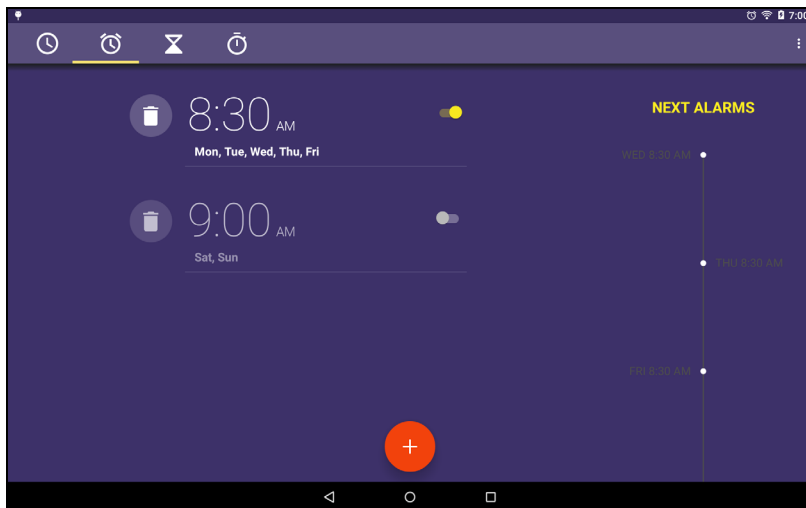 7:00
8:30 AM
Mon, Tue, Wed, Thu, Fri
9:00 AM
Sat, Sun
NEXT ALARMS
WED 8:30 AM
THU 8:30 AM
FRI 8:30 AM